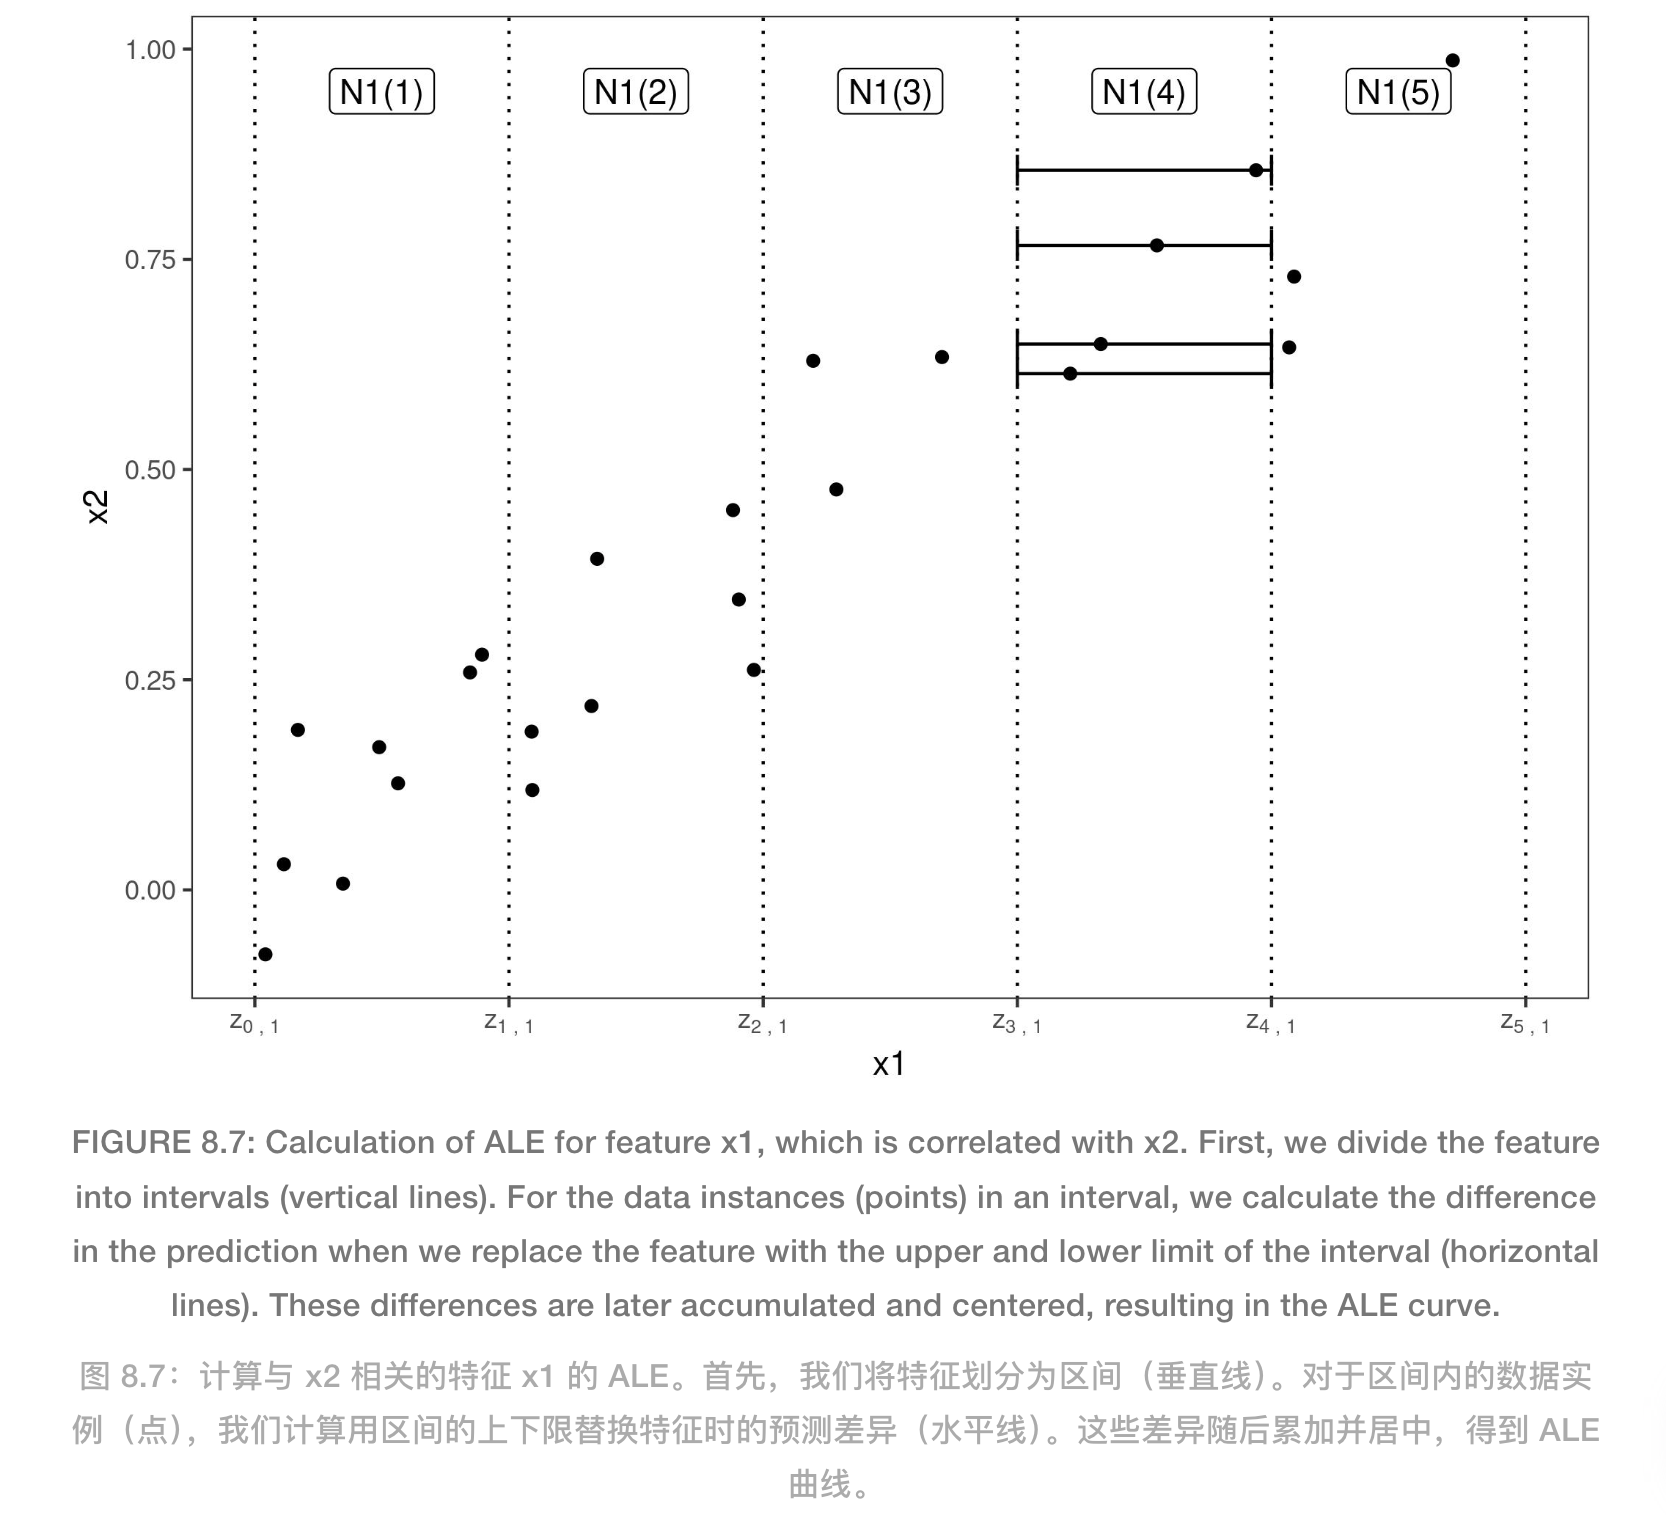 1.00
N1(1) N1(2) N1(3) N1(4) N1(5)
0.75
0.50
x2
0.25
0.00
z0 , 1 z1 , 1 z2 , 1 z3 , 1 z4 , 1 z5 , 1
x1
FIGURE 8.7: Calculation of ALE for feature x1, which is correlated with x2. First, we divide the feature
into intervals (vertical lines). For the data instances (points) in an interval, we calculate the difference
in the prediction when we replace the feature with the upper and lower limit of the interval (horizontal
lines). These differences are later accumulated and centered, resulting in the ALE curve.
图 8.7：计算与 x2 相关的特征 x1 的 ALE。首先，我们将特征划分为区间（垂直线）。对于区间内的数据实
例（点），我们计算用区间的上下限替换特征时的预测差异（水平线）。这些差异随后累加并居中，得到 ALE
曲线。